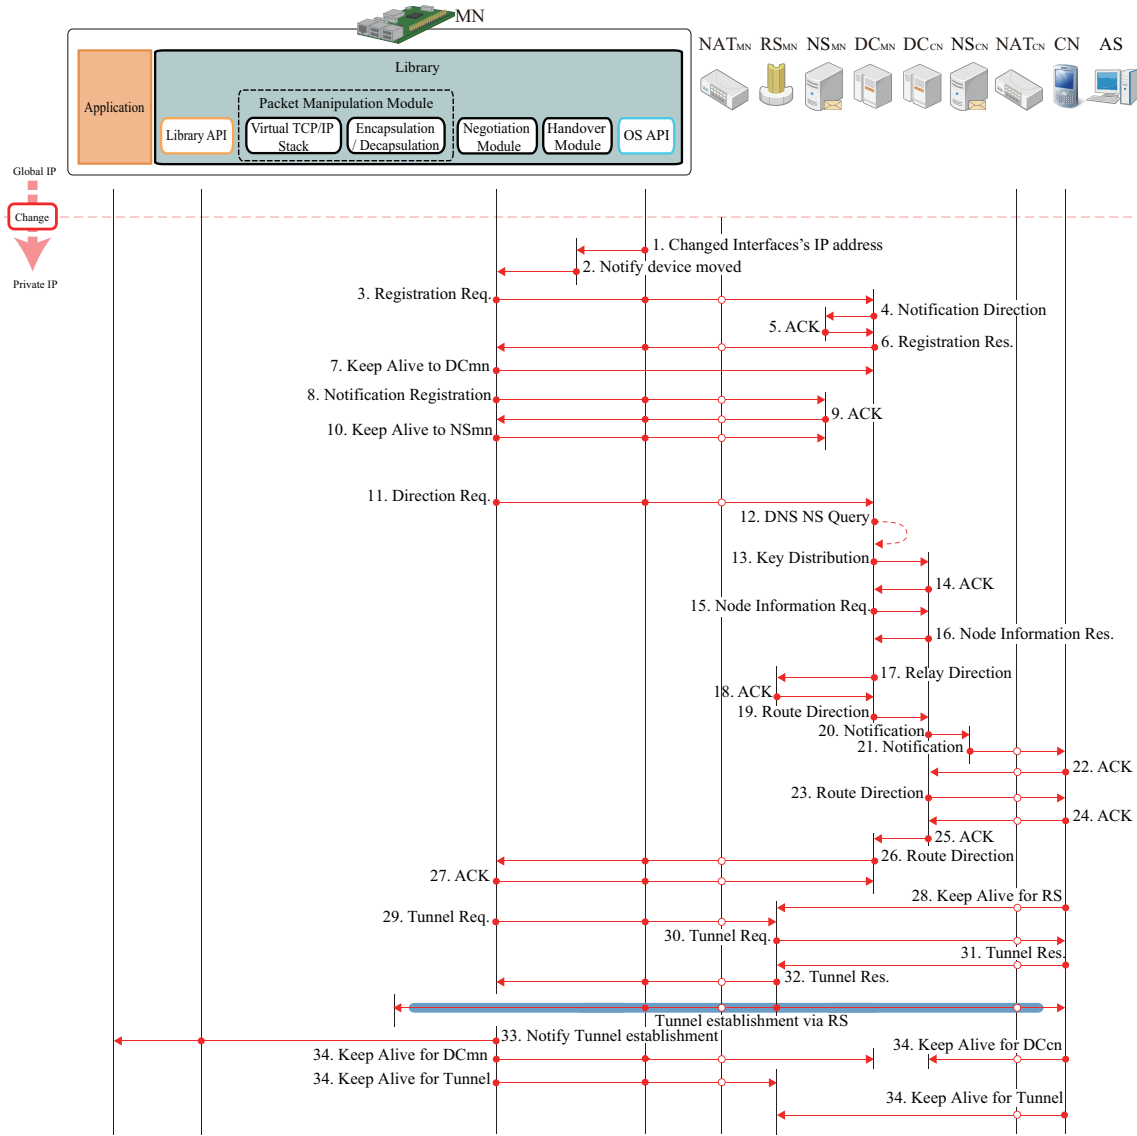 MN
NATMN RSMN NSMN DCMN DCCN NSCN NATCN CN AS
Library
Application
Packet Manipulation Module
Library API
Virtual TCP/IP
Stack
Encapsulation
/ Decapsulation
Negotiation
Module
Handover
Module
OS API
Global IP
Change
Private IP
1. Changed Interfaces's IP address
2. Notify device moved
3. Registration Req.
4. Notification Direction
5. ACK
6. Registration Res.
7. Keep Alive to DCmn
8. Notification Registration
9. ACK
10. Keep Alive to NSmn
11. Direction Req.
12. DNS NS Query
13. Key Distribution
14. ACK
15. Node Information Req.
16. Node Information Res.
17. Relay Direction
18. ACK
19. Route Direction
20. Notification
21. Notification
22. ACK
23. Route Direction
24. ACK
25. ACK
26. Route Direction
27. ACK
28. Keep Alive for RS
29. Tunnel Req.
30. Tunnel Req.
31. Tunnel Res.
32. Tunnel Res.
Tunnel establishment via RS
33. Notify Tunnel establishment
34. Keep Alive for DCmn
34. Keep Alive for DCcn
34. Keep Alive for Tunnel
34. Keep Alive for Tunnel